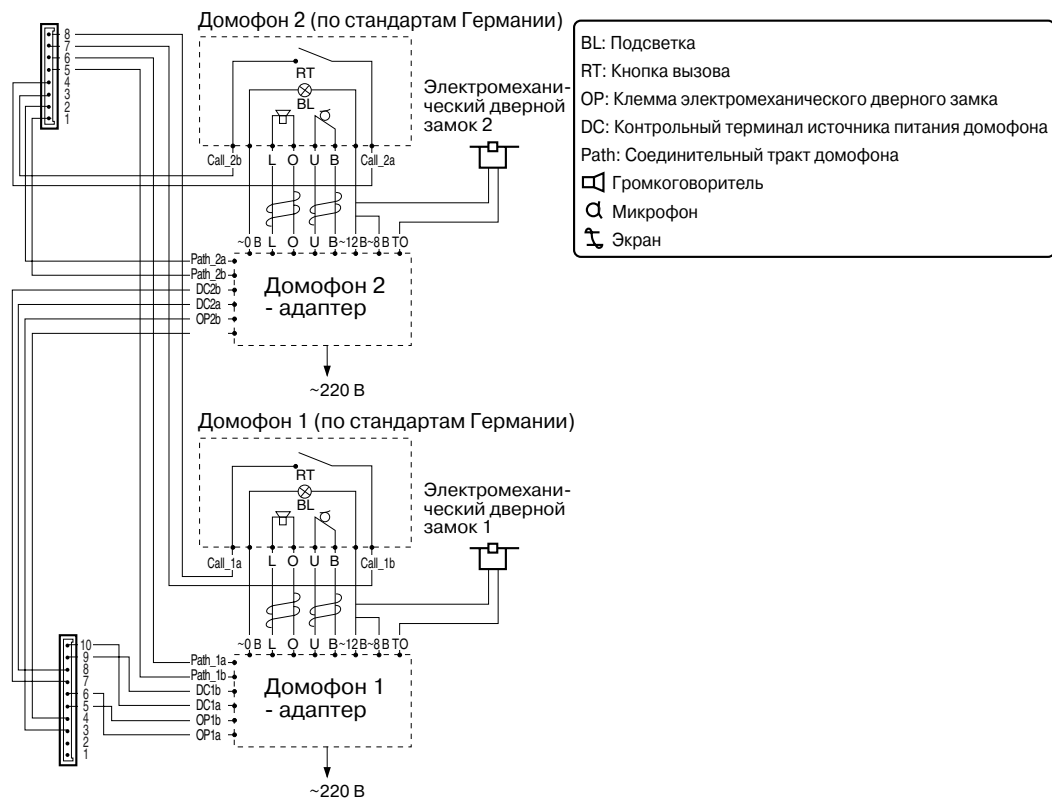 Домофон 2 (по стандартам Германии)
8
7
6
5
4
3
2
1
RT
BL
Электромехани-
ческий дверной
замок 2
Call_2b L O U B Call_2a
~0 В L O U B ~12 В ~8 В TO
Path_2a
Path_2b
DC2b
DC2a
OP2b
Домофон 2
- адаптер
~220 В
Домофон 1 (по стандартам Германии)
RT
BL
Электромехани-
ческий дверной
замок 1
Call_1a L O U B Call_1b
~0 В L O U B ~12 В ~8 В TO
10
9
8
7
6
5
4
3
2
1
Path_1a
Path_1b
DC1b
DC1a
OP1b
OP1a
Домофон 1
- адаптер
~220 В
BL: Подсветка
RT: Кнопка вызова
OP: Клемма электромеханического дверного замка
DC: Контрольный терминал источника питания домофона
Path: Соединительный тракт домофона
Громкоговоритель
Микрофон
Экран